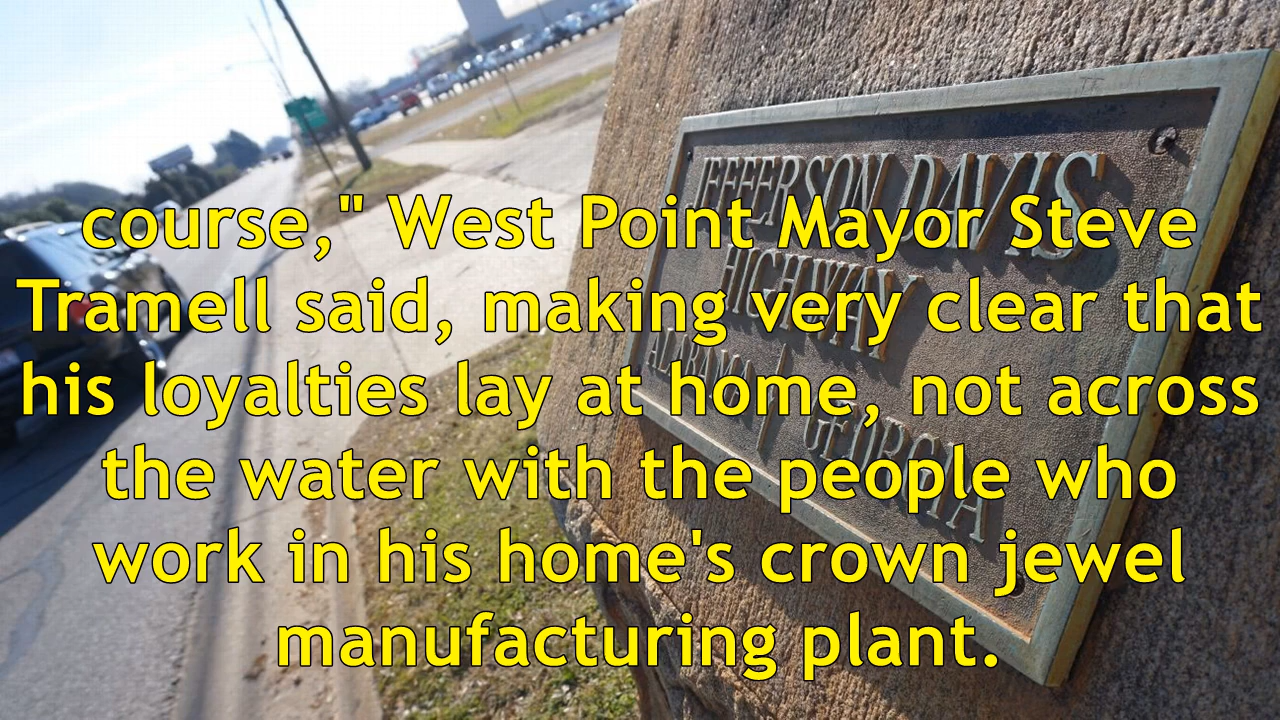 course," West Point Mayor Steve
Tramell said, making very clear that
his loyalties lay at home, not across
the water with the people who
work in his home's crown jewel
manufacturing plant.
JEFFERSON DAVIS
HIGHWAY
ALABAMA | GEORGIA